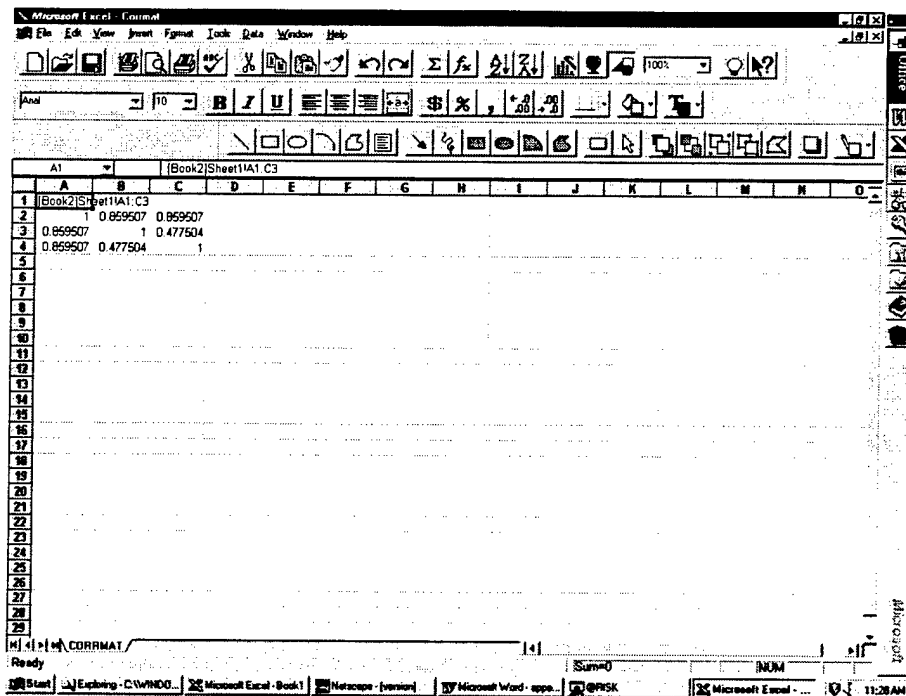 Microsoft Excel - Corrmat
File Edit View Insert Format Tools Data Window Help
100%
Arial 10 B I U $ % ,
A1 [Book2]Sheet1!A1:C3
A B C D E F G H I J K L M N O
1 [Book2]Sheet1!A1:C3
2 1 0.859507 0.859507
3 0.859507 1 0.477504
4 0.859507 0.477504 1
5
6
7
8
9
10
11
12
13
14
15
16
17
18
19
20
21
22
23
24
25
26
27
28
29
CORRMAT
Ready Sum=0 NUM
Start Exploring - C:\WINDO... Microsoft Excel - Book1 Netscape - [version] Microsoft Word - appe... @RISK Microsoft Excel - ... 11:28AM
Office
Microsoft